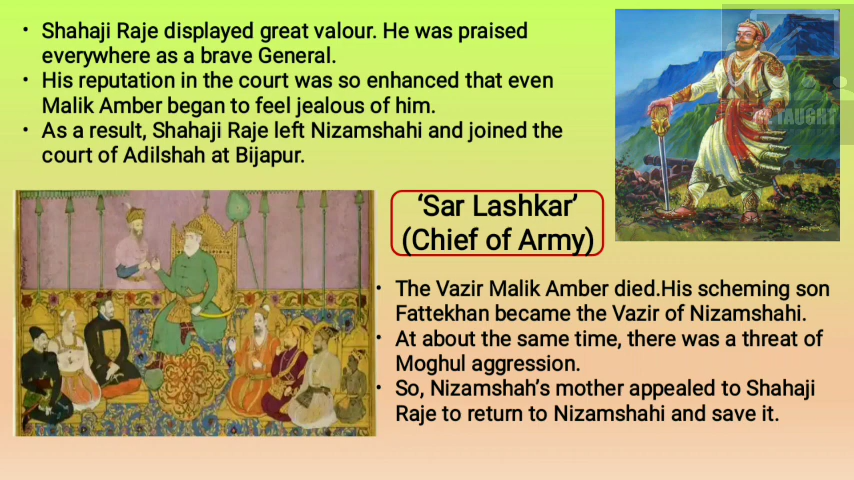 • Shahaji Raje displayed great valour. He was praised
everywhere as a brave General.
• His reputation in the court was so enhanced that even
Malik Amber began to feel jealous of him.
• As a result, Shahaji Raje left Nizamshahi and joined the
court of Adilshah at Bijapur.
‘Sar Lashkar’
(Chief of Army)
• The Vazir Malik Amber died.His scheming son
Fattekhan became the Vazir of Nizamshahi.
• At about the same time, there was a threat of
Moghul aggression.
• So, Nizamshah’s mother appealed to Shahaji
Raje to return to Nizamshahi and save it.
TAUGHT